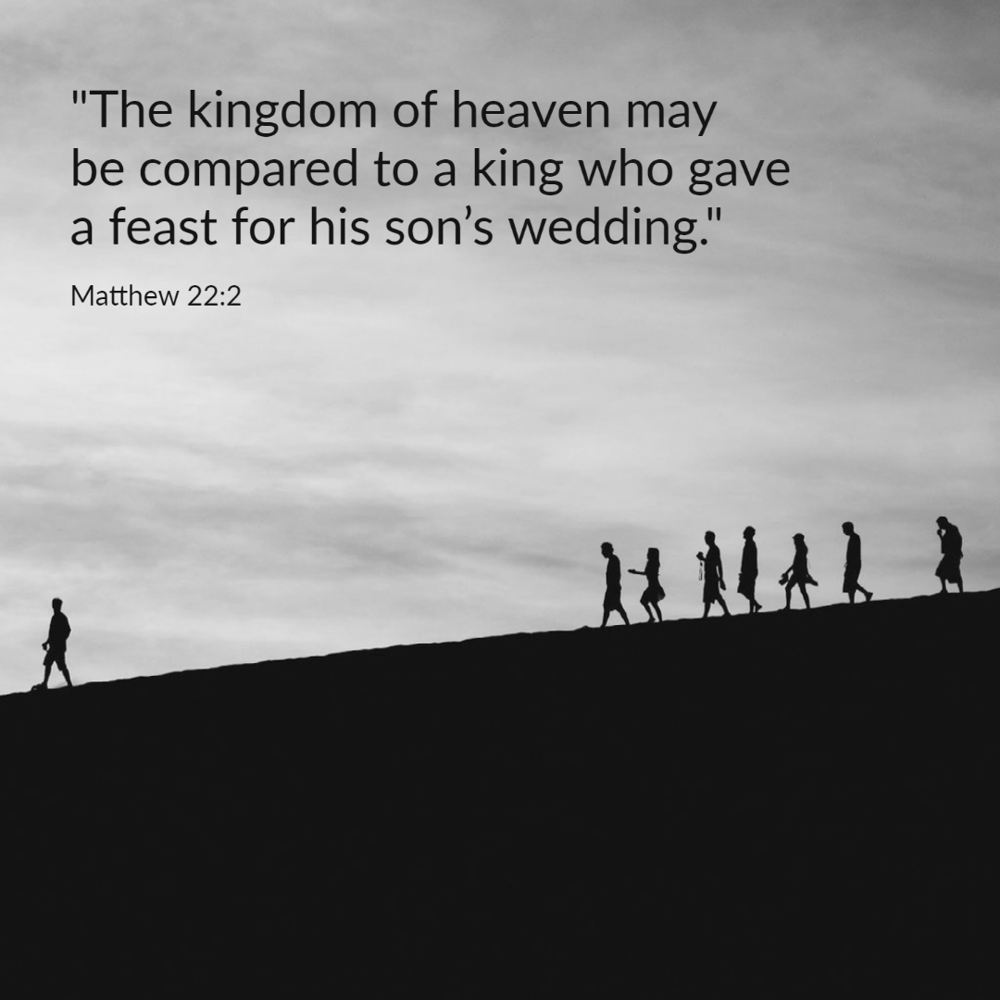 "The kingdom of heaven may
be compared to a king who gave
a feast for his son’s wedding."
Matthew 22:2